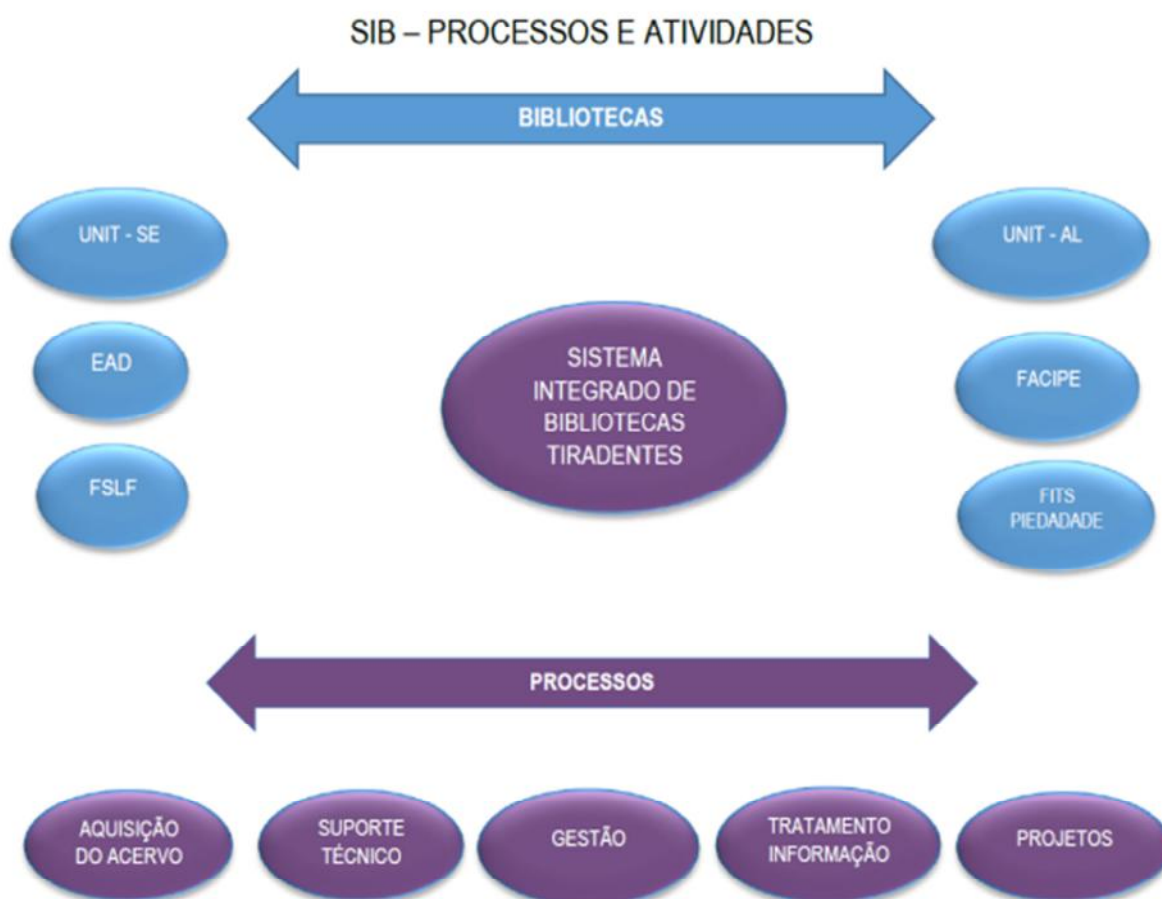 SIB – PROCESSOS E ATIVIDADES
BIBLIOTECAS
UNIT - SE
UNIT - AL
EAD
FACIPE
FSLF
FITS
PIEDADADE
SISTEMA
INTEGRADO DE
BIBLIOTECAS
TIRADENTES
PROCESSOS
AQUISIÇÃO
DO ACERVO
SUPORTE
TÉCNICO
GESTÃO
TRATAMENTO
INFORMAÇÃO
PROJETOS